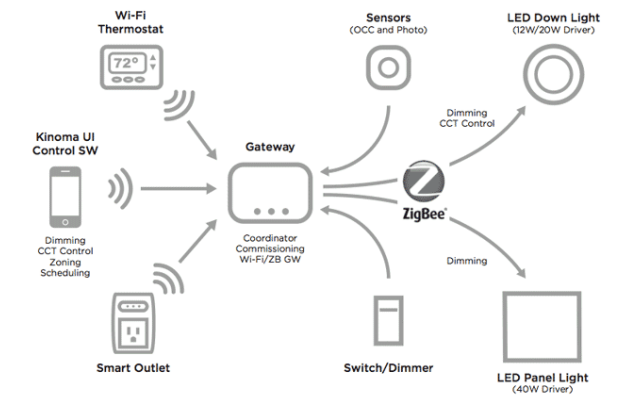 Wi-Fi
Thermostat
72°
Kinoma UI
Control SW
Dimming
CCT Control
Zoning
Scheduling
Smart Outlet
Gateway
Coordinator
Commissioning
Wi-Fi/ZB GW
Sensors
(OCC and Photo)
Switch/Dimmer
ZigBee®
LED Down Light
(12W/20W Driver)
Dimming
CCT Control
Dimming
LED Panel Light
(40W Driver)